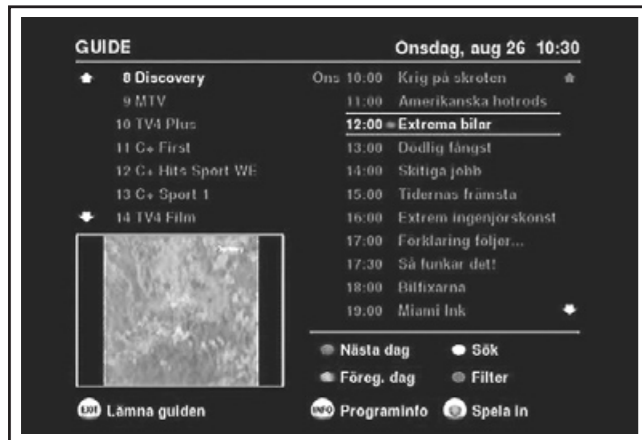 GUIDE
Onsdag, aug 26 10:30
8 Discovery
9 MTV
10 TV4 Plus
11 C+ First
12 C+ Hits Sport WE
13 C+ Sport 1
14 TV4 Film
Ons 10:00 Krig på skroten
11:00 Amerikanska hotrods
12:00 Extrema bilar
13:00 Dödlig fångst
14:00 Skitiga jobb
15:00 Tidernas främsta
16:00 Extrem ingenjörskonst
17:00 Förklaring följer...
17:30 Så funkar det!
18:00 Bilfixarna
19:00 Miami Ink
Nästa dag
Sök
Föreg. dag
Filter
EXIT Lämna guiden
INFO Programinfo
Spela in